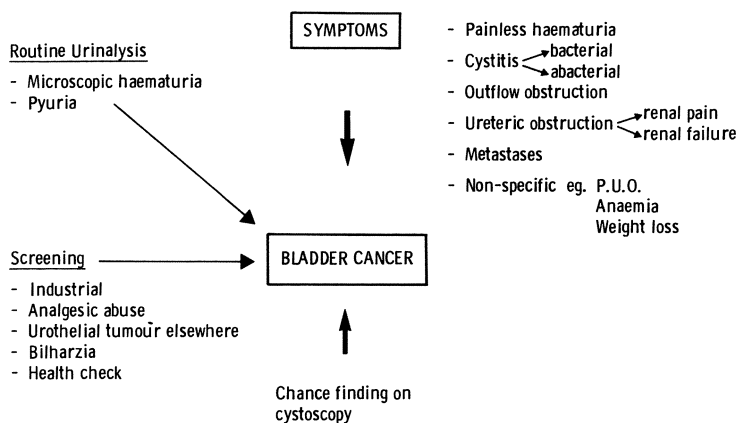 SYMPTOMS
- Painless haematuria
- Cystitis
bacterial
abacterial
- Outflow obstruction
- Ureteric obstruction
renal pain
renal failure
- Metastases
- Non-specific eg. P.U.O.
Anaemia
Weight loss
Routine Urinalysis
- Microscopic haematuria
- Pyuria
Screening
- Industrial
- Analgesic abuse
- Urothelial tumour elsewhere
- Bilharzia
- Health check
BLADDER CANCER
Chance finding on
cystoscopy